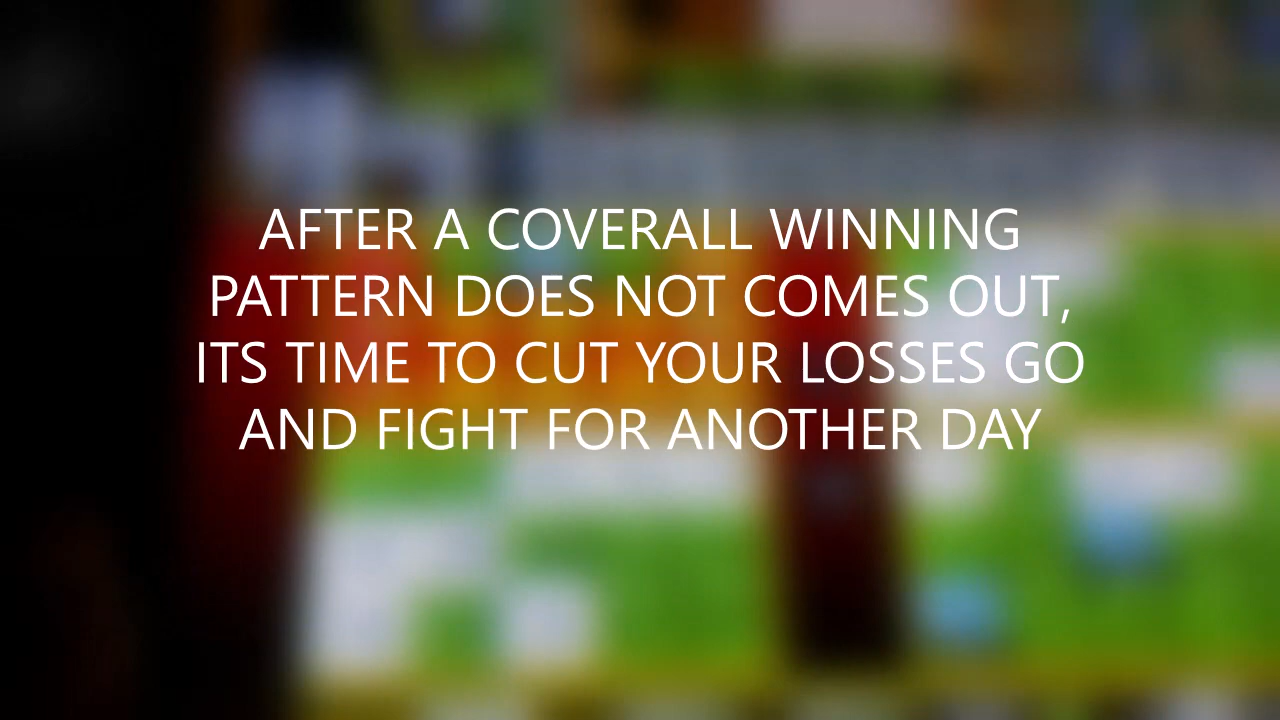 AFTER A COVERALL WINNING
PATTERN DOES NOT COMES OUT,
ITS TIME TO CUT YOUR LOSSES GO
AND FIGHT FOR ANOTHER DAY